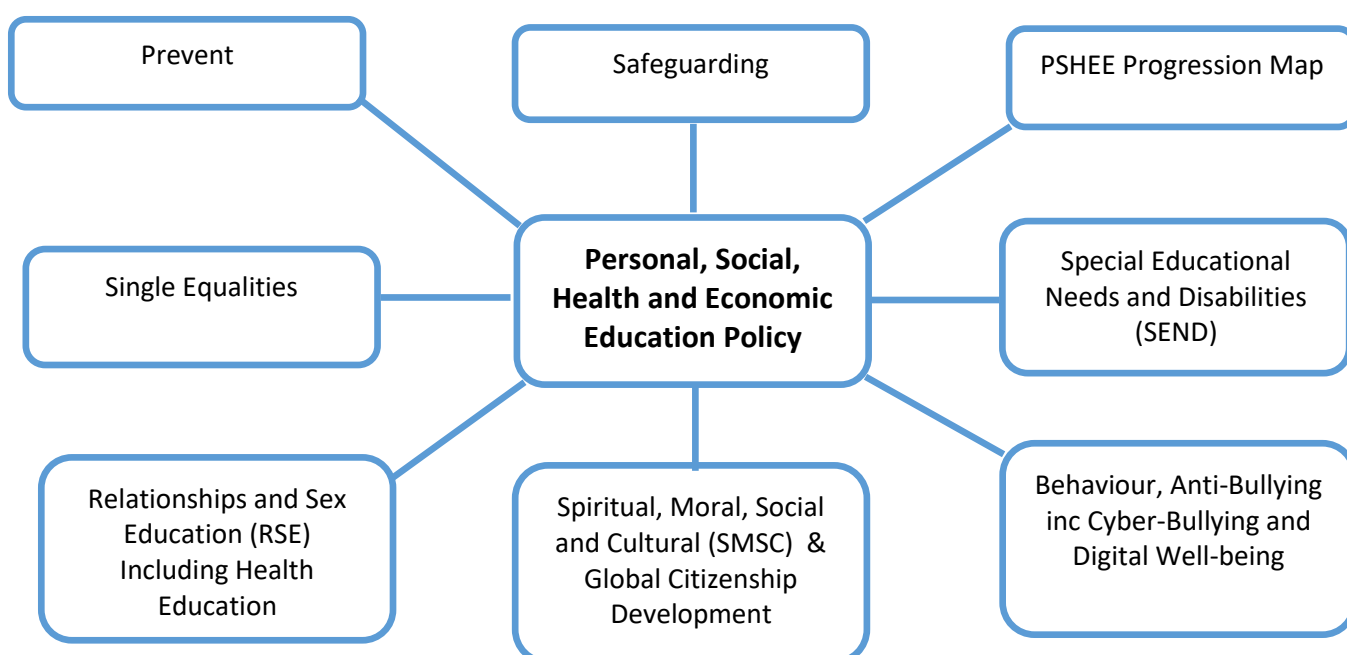 Prevent
Safeguarding
PSHEE Progression Map
Single Equalities
Personal, Social,
Health and Economic
Education Policy
Special Educational
Needs and Disabilities
(SEND)
Relationships and Sex
Education (RSE)
Including Health
Education
Spiritual, Moral, Social
and Cultural (SMSC)  &
Global Citizenship
Development
Behaviour, Anti-Bullying
inc Cyber-Bullying and
Digital Well-being